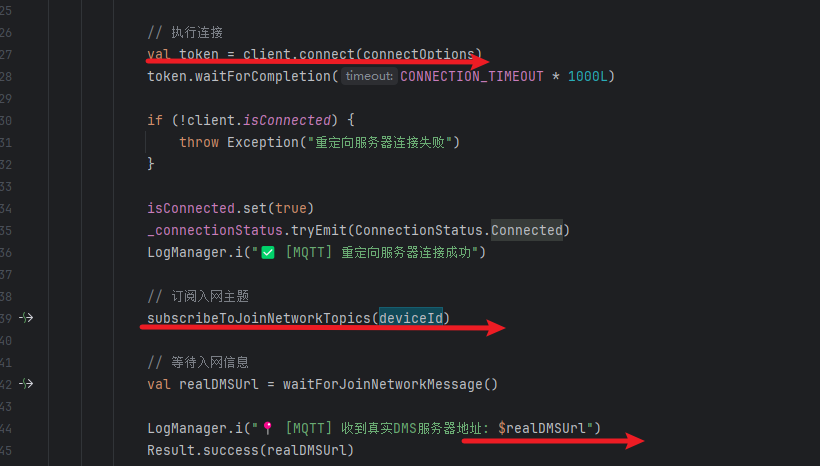 25
26 // 执行连接
27 val token = client.connect(connectOptions)
28 token.waitForCompletion( timeout: CONNECTION_TIMEOUT * 1000L)
29
30 if (!client.isConnected) {
31 throw Exception("重定向服务器连接失败")
32 }
33
34 isConnected.set(true)
35 _connectionStatus.tryEmit(ConnectionStatus.Connected)
36 LogManager.i("✅ [MQTT] 重定向服务器连接成功")
37
38 // 订阅入网主题
39 subscribeToJoinNetworkTopics(deviceId)
40
41 // 等待入网信息
42 val realDMSUrl = waitForJoinNetworkMessage()
43
44 LogManager.i("📍 [MQTT] 收到真实DMS服务器地址: $realDMSUrl")
45 Result.success(realDMSUrl)